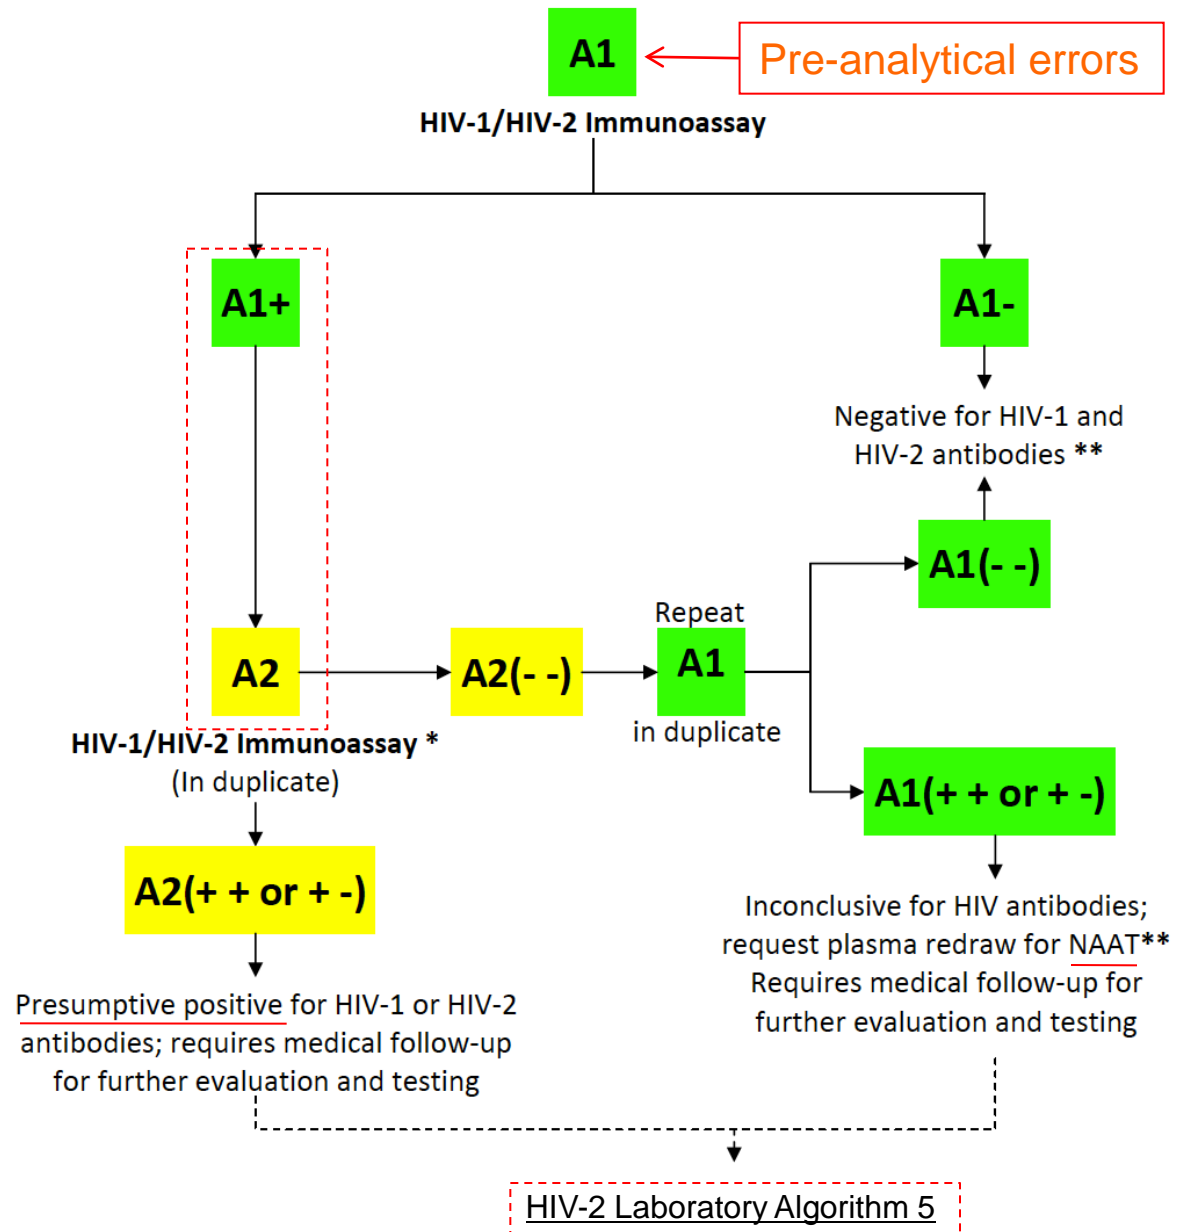 A1
Pre-analytical errors
HIV-1/HIV-2 Immunoassay
A1+
A1-
Negative for HIV-1 and
HIV-2 antibodies **
A1(- -)
Repeat
A2
A2(- -)
A1
in duplicate
HIV-1/HIV-2 Immunoassay *
(In duplicate)
A1(+ + or + -)
A2(+ + or + -)
Inconclusive for HIV antibodies;
request plasma redraw for NAAT**
Requires medical follow-up for
further evaluation and testing
Presumptive positive for HIV-1 or HIV-2
antibodies; requires medical follow-up
for further evaluation and testing
HIV-2 Laboratory Algorithm 5